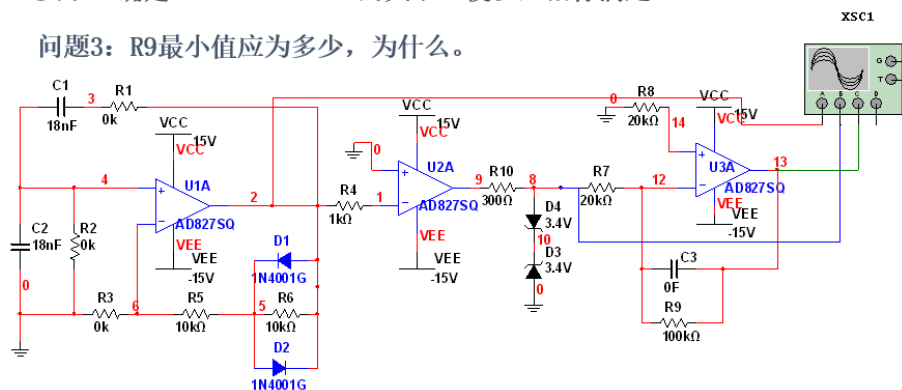 问题3：R9最小值应为多少，为什么。
XSC1
G
T
A B C D
C1
18nF
3
R1
0k
VCC
15V
VCC
4
U1A
2
AD827SQ
VEE
VEE
-15V
C2
18nF
R2
0k
0
R3
0k
6
R5
10kΩ
5
R6
10kΩ
D1
1N4001G
D2
1N4001G
R4
1kΩ
1
0
VCC
15V
VCC
U2A
AD827SQ
VEE
VEE
-15V
9
R10
300Ω
8
D4
3.4V
10
D3
3.4V
0
R7
20kΩ
12
0
R8
20kΩ
14
VCC
15V
VCC
U3A
13
AD827SQ
VEE
VEE
-15V
C3
0F
R9
100kΩ